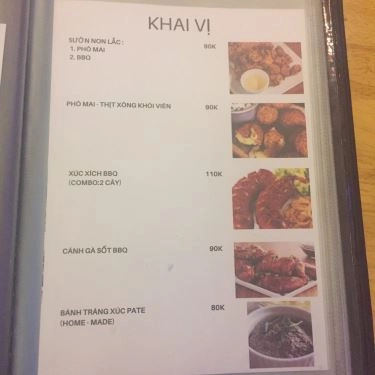 KHAI VỊ
SƯỜN NON LẮC : 90K
1. PHÔ MAI
2. BBQ
PHÔ MAI - THỊT XÔNG KHÓI VIÊN 90K
XÚC XÍCH BBQ 110K
(COMBO:2 CÂY)
CÁNH GÀ SỐT BBQ 90K
BÁNH TRÁNG XÚC PATE 80K
(HOME - MADE)